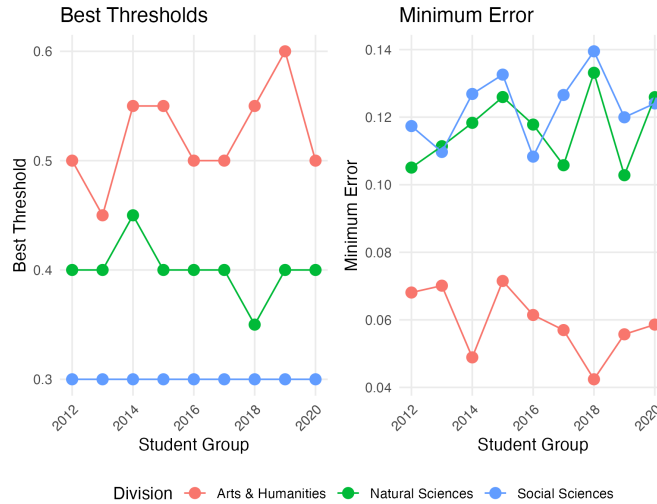 Best Thresholds
Minimum Error
Best Threshold
0.6
0.5
0.4
0.3
2012
2014
2016
2018
2020
Student Group
Minimum Error
0.14
0.12
0.10
0.08
0.06
0.04
2012
2014
2016
2018
2020
Student Group
Division Arts & Humanities Natural Sciences Social Sciences